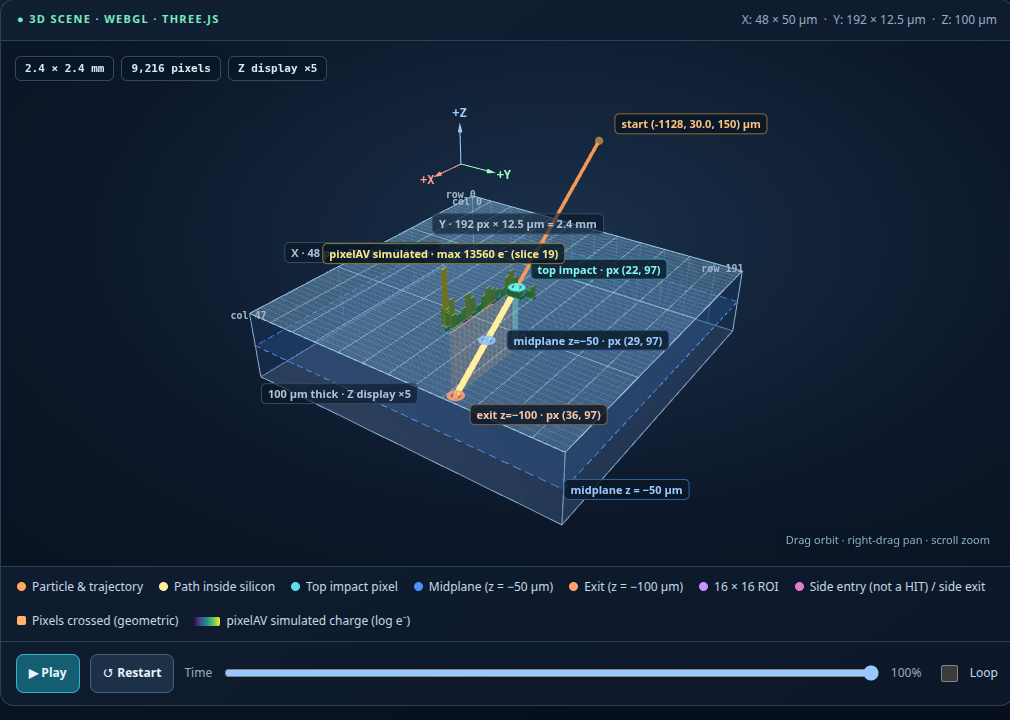 3D SCENE · WEBGL · THREE.JS
X: 48 × 50 µm · Y: 192 × 12.5 µm · Z: 100 µm
2.4 × 2.4 mm
9,216 pixels
Z display ×5
+Z
start (-1128, 30.0, 150) µm
+X
+Y
row 0
col 0
Y · 192 px × 12.5 µm = 2.4 mm
X · 48
pixelAV simulated · max 13560 e⁻ (slice 19)
top impact · px (22, 97)
row 191
col 47
midplane z=−50 · px (29, 97)
100 µm thick · Z display ×5
exit z=−100 · px (36, 97)
midplane z = −50 µm
Drag orbit · right-drag pan · scroll zoom
Particle & trajectory
Path inside silicon
Top impact pixel
Midplane (z = −50 µm)
Exit (z = −100 µm)
16 × 16 ROI
Side entry (not a HIT) / side exit
Pixels crossed (geometric)
pixelAV simulated charge (log e⁻)
▶ Play
↺ Restart
Time
100%
Loop